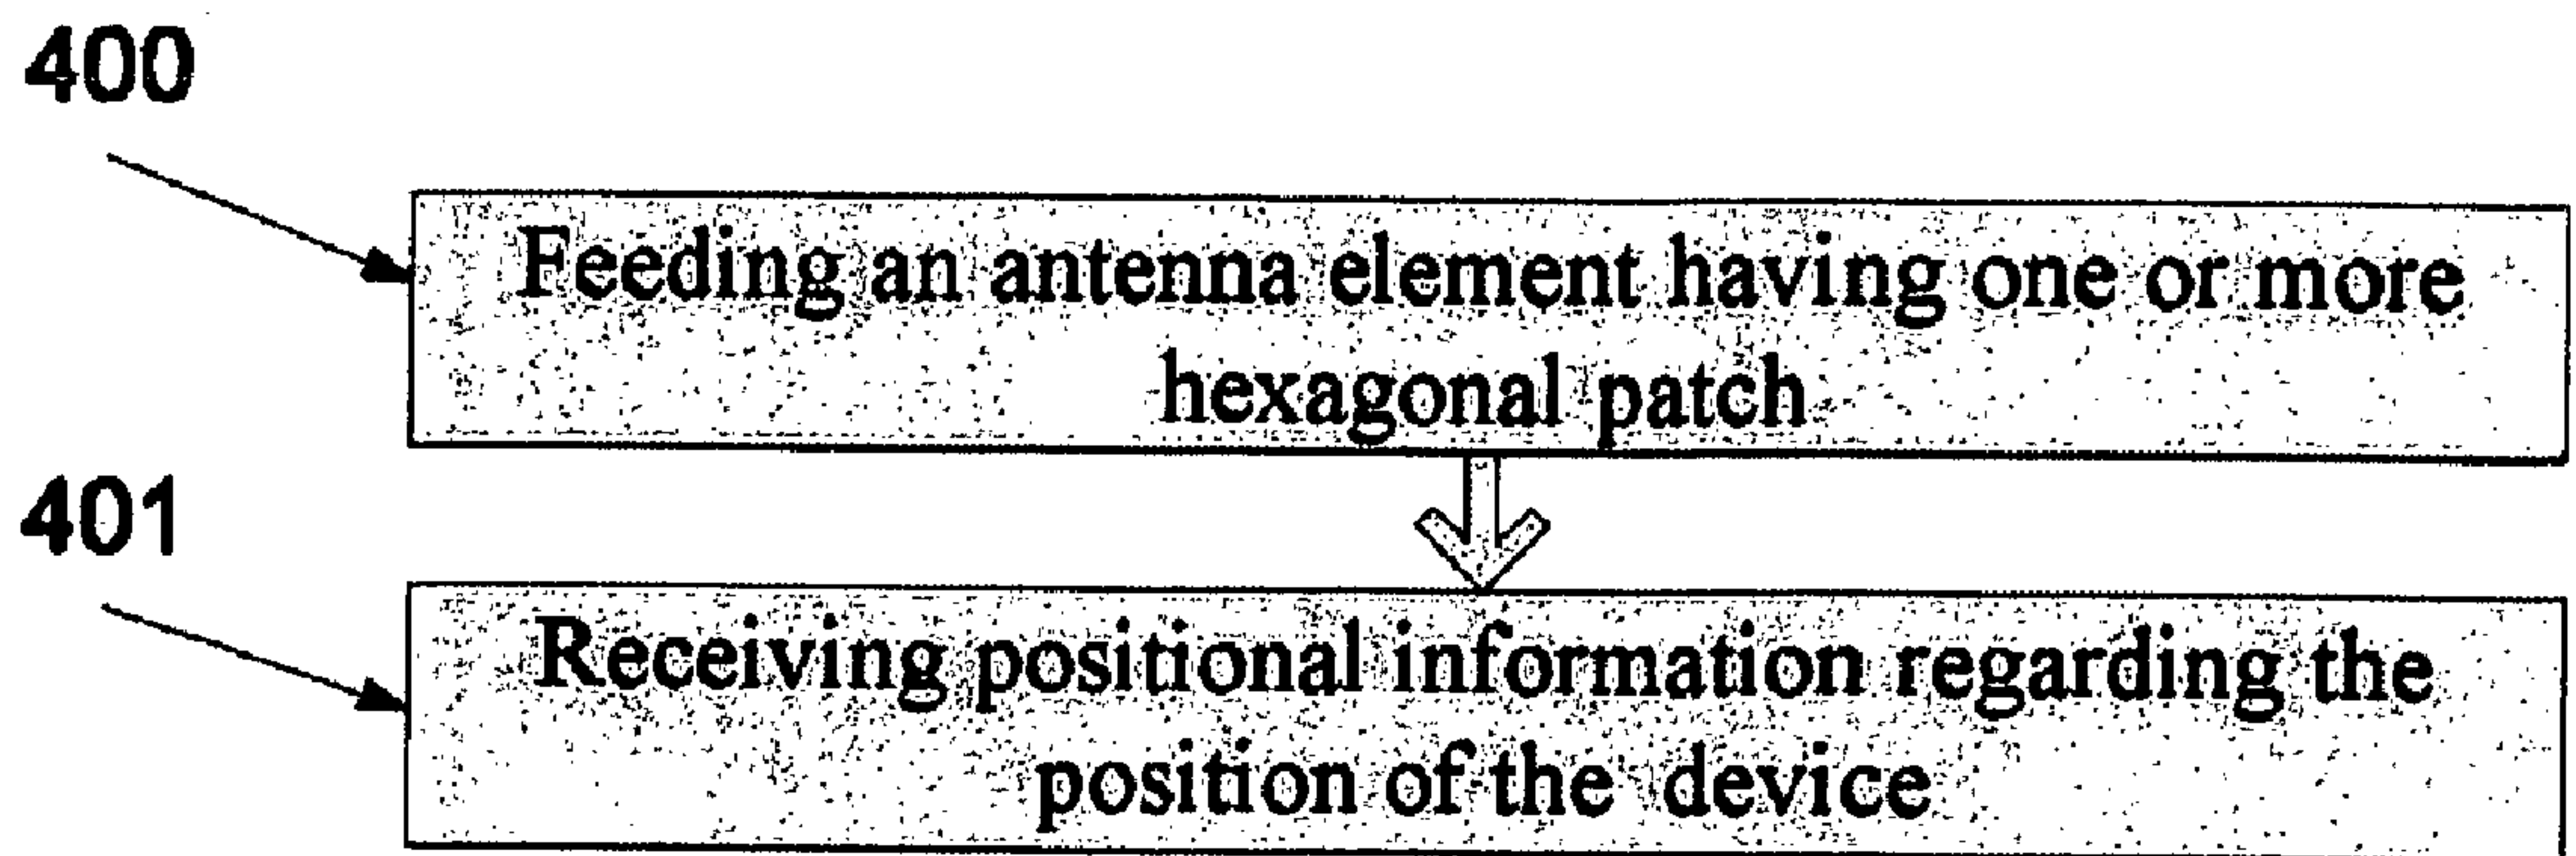 400
Feeding an antenna element having one or more
hexagonal patch
401
Receiving positional information regarding the
position of the device